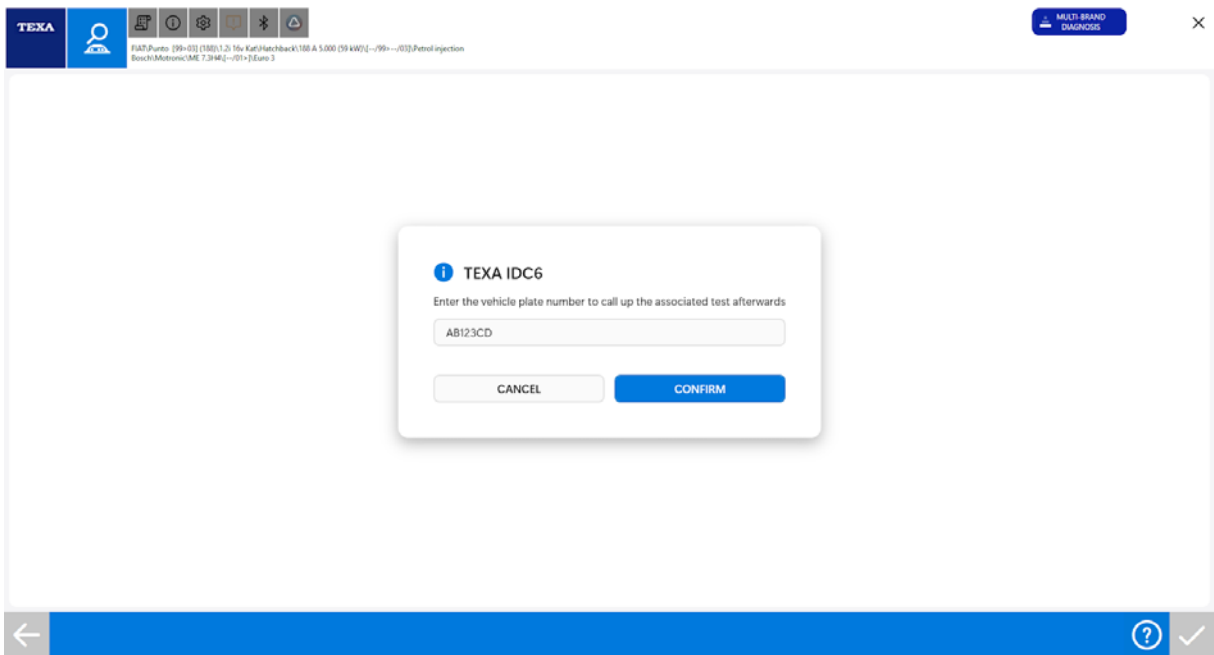 TEXA
MULTI-BRAND
DIAGNOSIS
FIAT\Punto [99>03] (188)\1.2i 16v Kat\Hatchback\188 A 5.000 (59 kW)\[--/99>--/03]\Petrol injection
Bosch\Motronic\ME 7.3H4\[--/01>]\Euro 3
TEXA IDC6
Enter the vehicle plate number to call up the associated test afterwards
AB123CD
CANCEL
CONFIRM